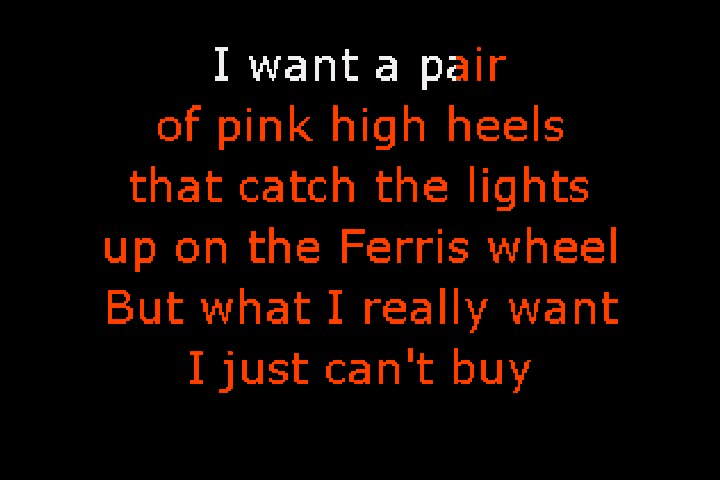 I want a pair
of pink high heels
that catch the lights
up on the Ferris wheel
But what I really want
I just can't buy